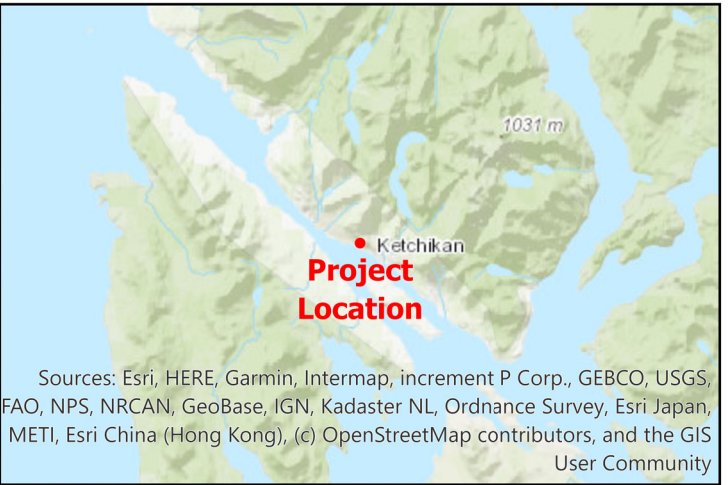 1031 m
Ketchikan
Project
Location
Sources: Esri, HERE, Garmin, Intermap, increment P Corp., GEBCO, USGS,
FAO, NPS, NRCAN, GeoBase, IGN, Kadaster NL, Ordnance Survey, Esri Japan,
METI, Esri China (Hong Kong), (c) OpenStreetMap contributors, and the GIS
User Community